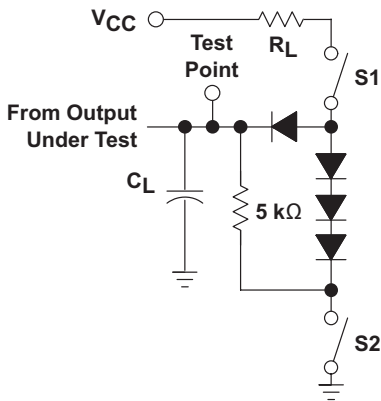 VCC
RL
Test
Point
S1
From Output
Under Test
CL
5 kΩ
S2